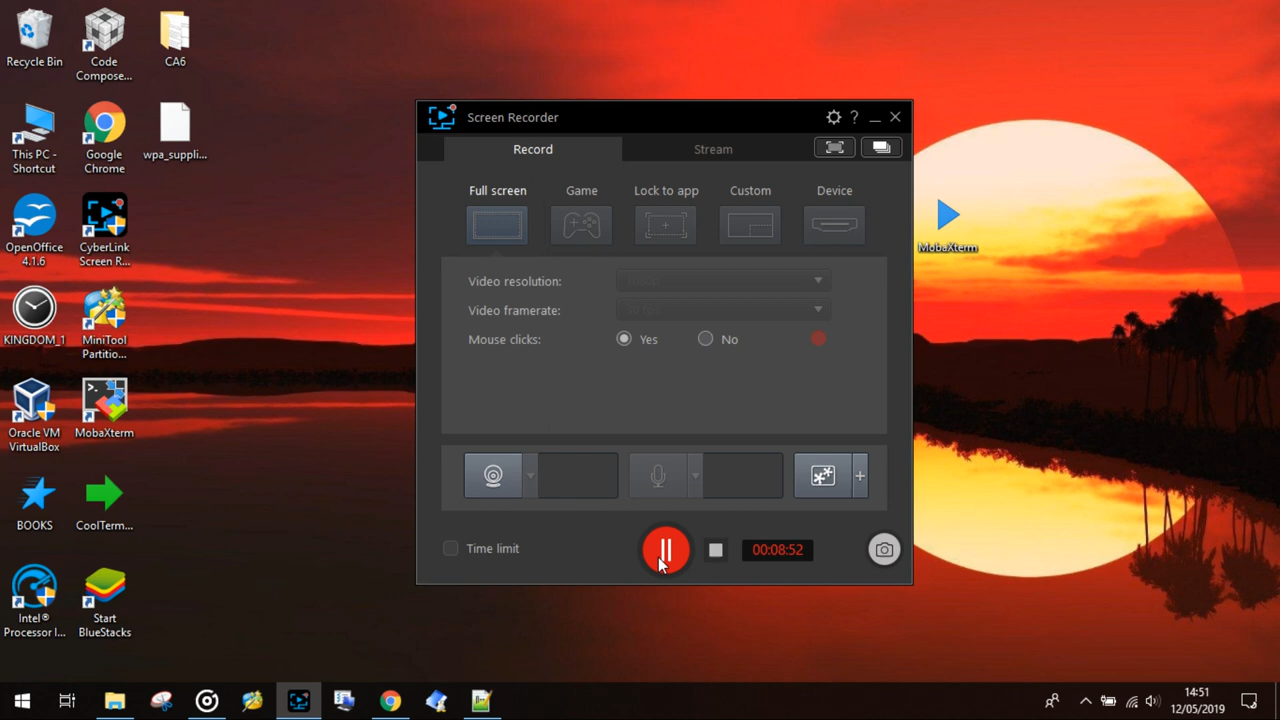 Recycle Bin
Code
Compose...
CA6
This PC -
Shortcut
Google
Chrome
wpa_suppli...
OpenOffice
4.1.6
CyberLink
Screen R...
KINGDOM_1
MiniTool
Partitio...
Oracle VM
VirtualBox
MobaXterm
BOOKS
CoolTerm...
Intel®
Processor I...
Start
BlueStacks
MobaXterm
Screen Recorder
?
Record
Stream
Full screen
Game
Lock to app
Custom
Device
Video resolution:
Video framerate:
Mouse clicks:
Yes
No
Time limit
00:08:52
14:51
12/05/2019